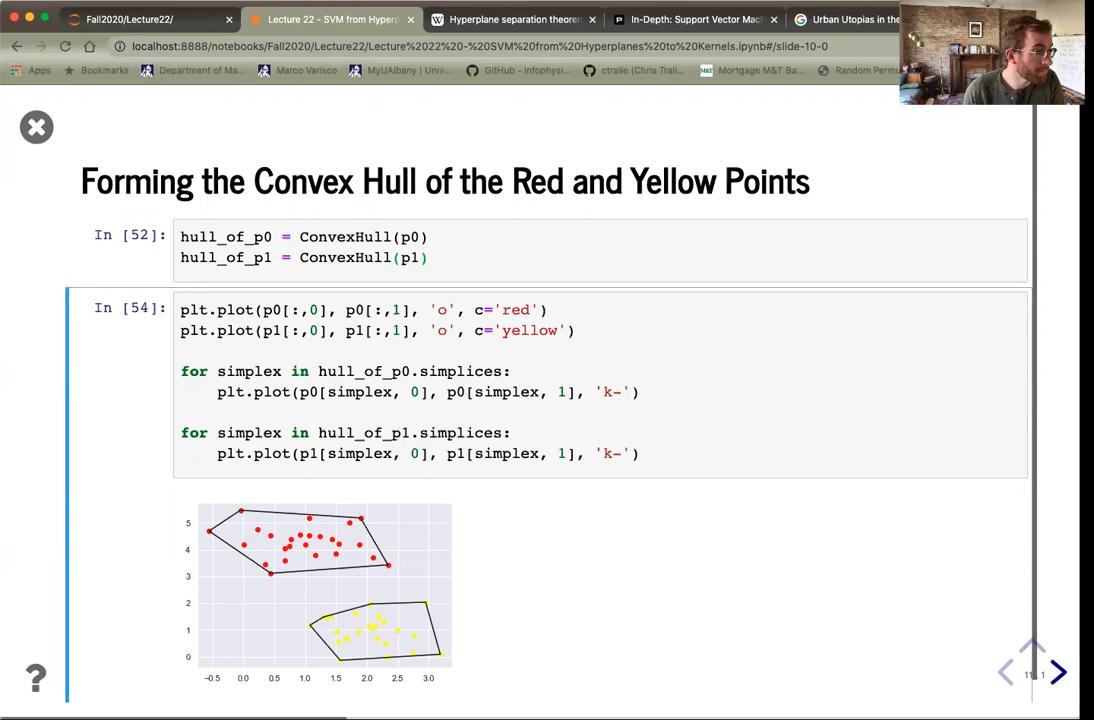 Fall2020/Lecture22/
Lecture 22 - SVM from Hyperp
Hyperplane separation theorem
In-Depth: Support Vector Mac
Urban Utopias in the
localhost:8888/notebooks/Fall2020/Lecture22/Lecture%2022%20-%20SVM%20from%20Hyperplanes%20to%20Kernels.ipynb#/slide-10-0
Apps
Bookmarks
Department of Ma...
Marco Varisco
MyUAlbany | Univ...
GitHub - infophysi...
ctralie (Chris Trali...
Mortgage M&T Ba...
Random Permu
Forming the Convex Hull of the Red and Yellow Points
In [52]:
hull_of_p0 = ConvexHull(p0)
hull_of_p1 = ConvexHull(p1)
In [54]:
plt.plot(p0[:,0], p0[:,1], 'o', c='red')
plt.plot(p1[:,0], p1[:,1], 'o', c='yellow')
for simplex in hull_of_p0.simplices:
plt.plot(p0[simplex, 0], p0[simplex, 1], 'k-')
for simplex in hull_of_p1.simplices:
plt.plot(p1[simplex, 0], p1[simplex, 1], 'k-')
5
4
3
2
1
0
-0.5 0.0 0.5 1.0 1.5 2.0 2.5 3.0
?